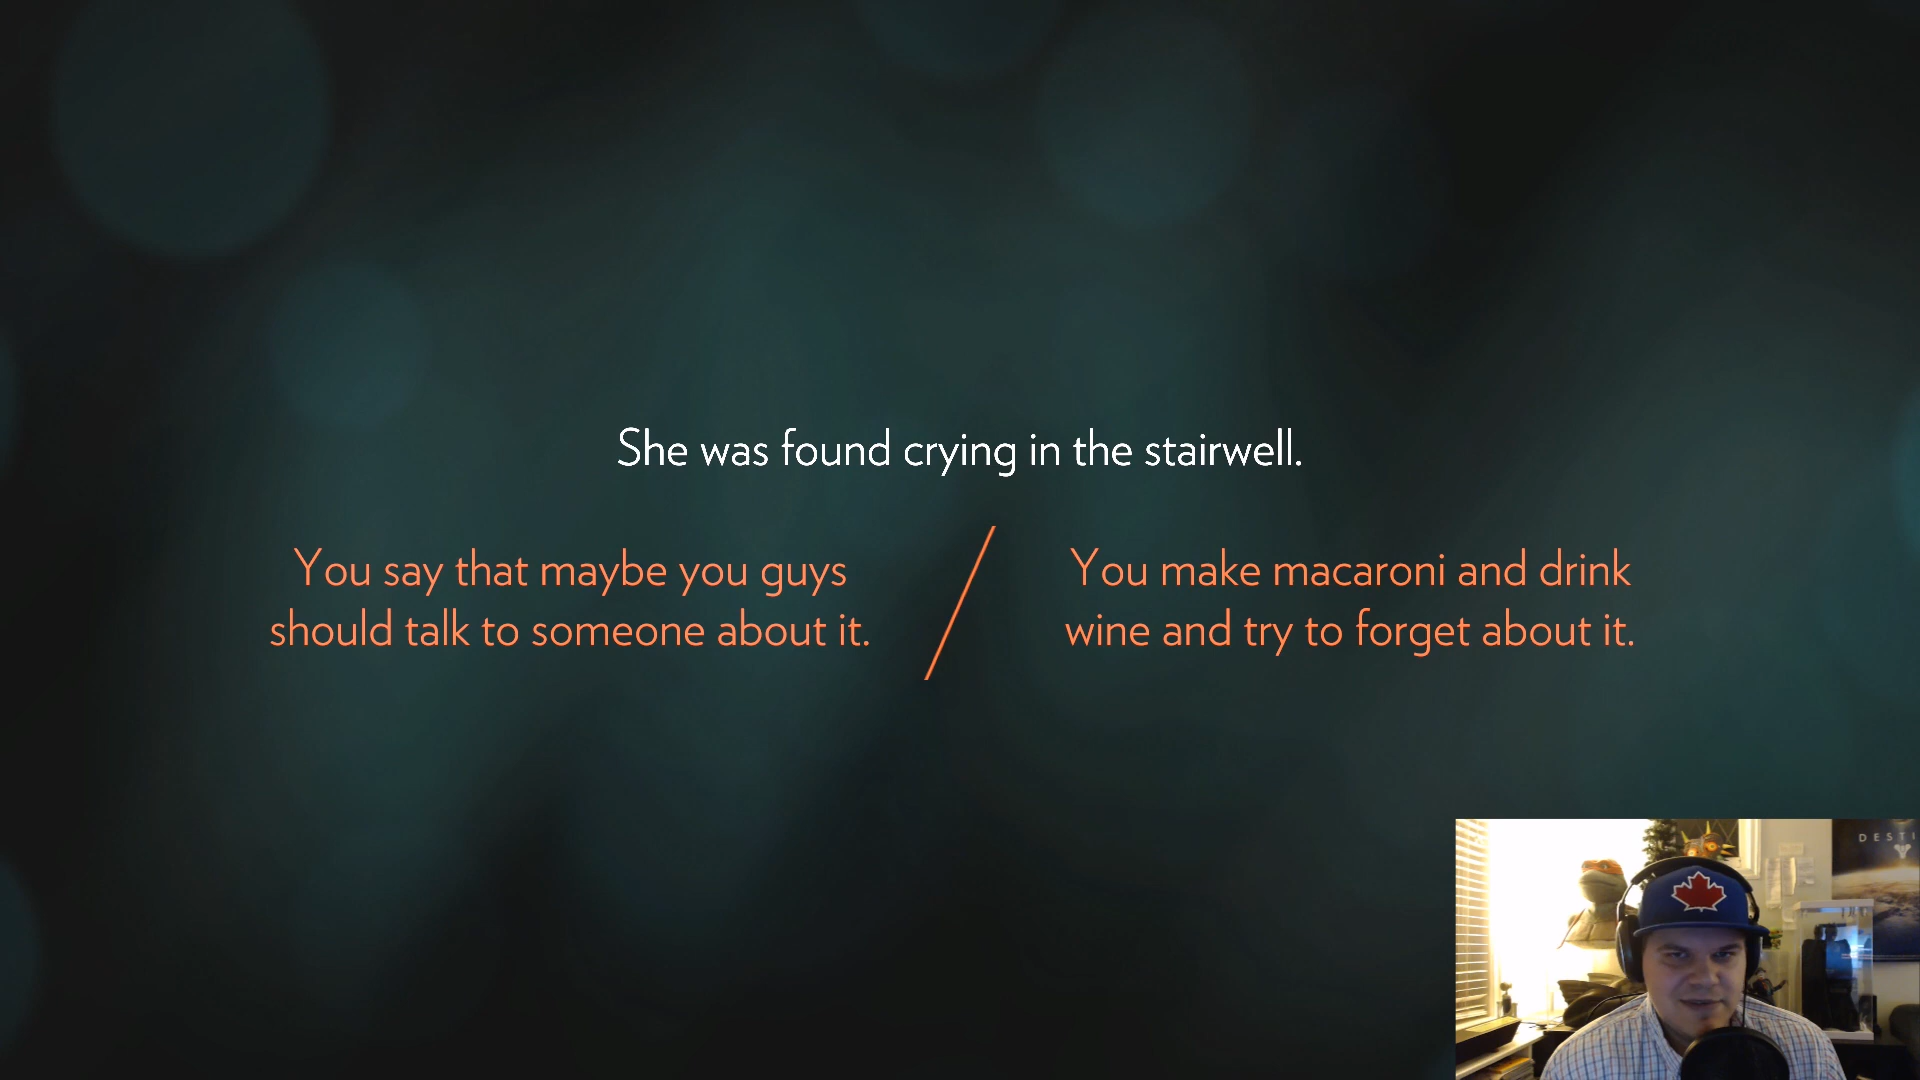 She was found crying in the stairwell.
You say that maybe you guys
should talk to someone about it.
You make macaroni and drink
wine and try to forget about it.
DESTI